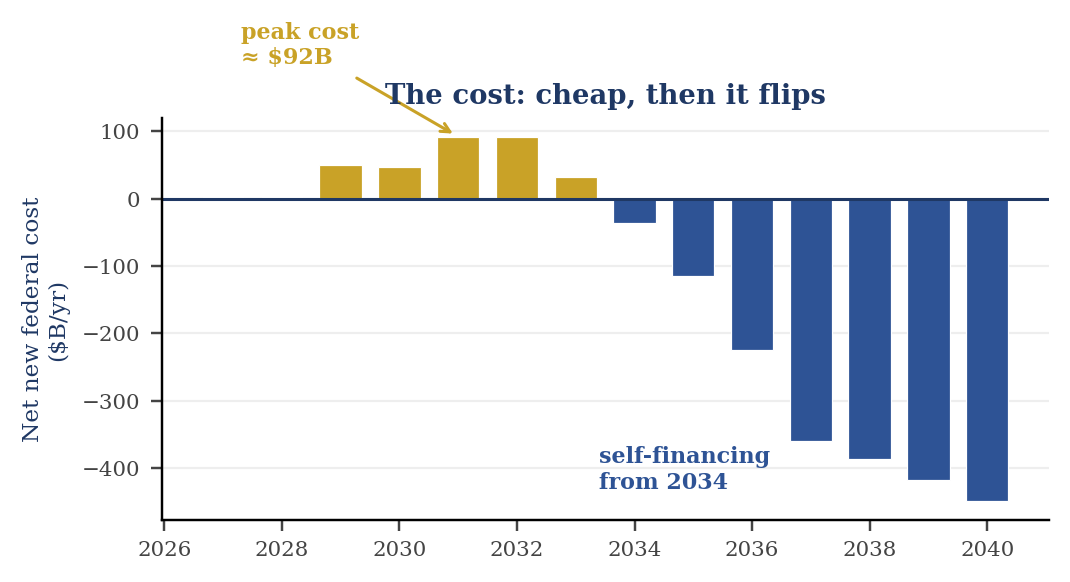 peak cost
≈ $92B
The cost: cheap, then it flips
Net new federal cost
($B/yr)
100
0
−100
−200
−300
−400
self-financing
from 2034
2026
2028
2030
2032
2034
2036
2038
2040